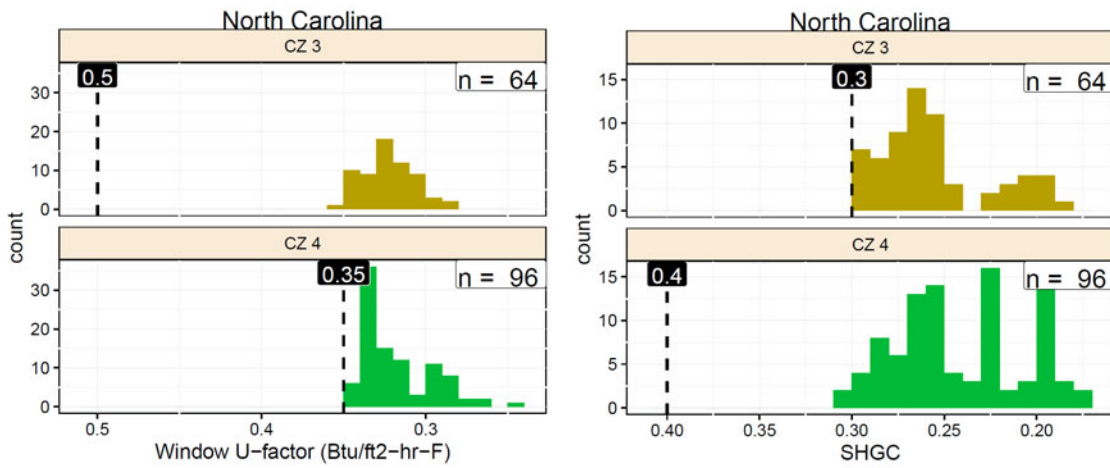 North Carolina
CZ 3
0.5
n = 64
30
20
10
0
count
CZ 4
0.35
n = 96
30
20
10
0
0.5 0.4 0.3
Window U−factor (Btu/ft2−hr−F)
North Carolina
CZ 3
0.3
n = 64
15
10
5
0
count
CZ 4
0.4
n = 96
15
10
5
0
0.40 0.35 0.30 0.25 0.20
SHGC